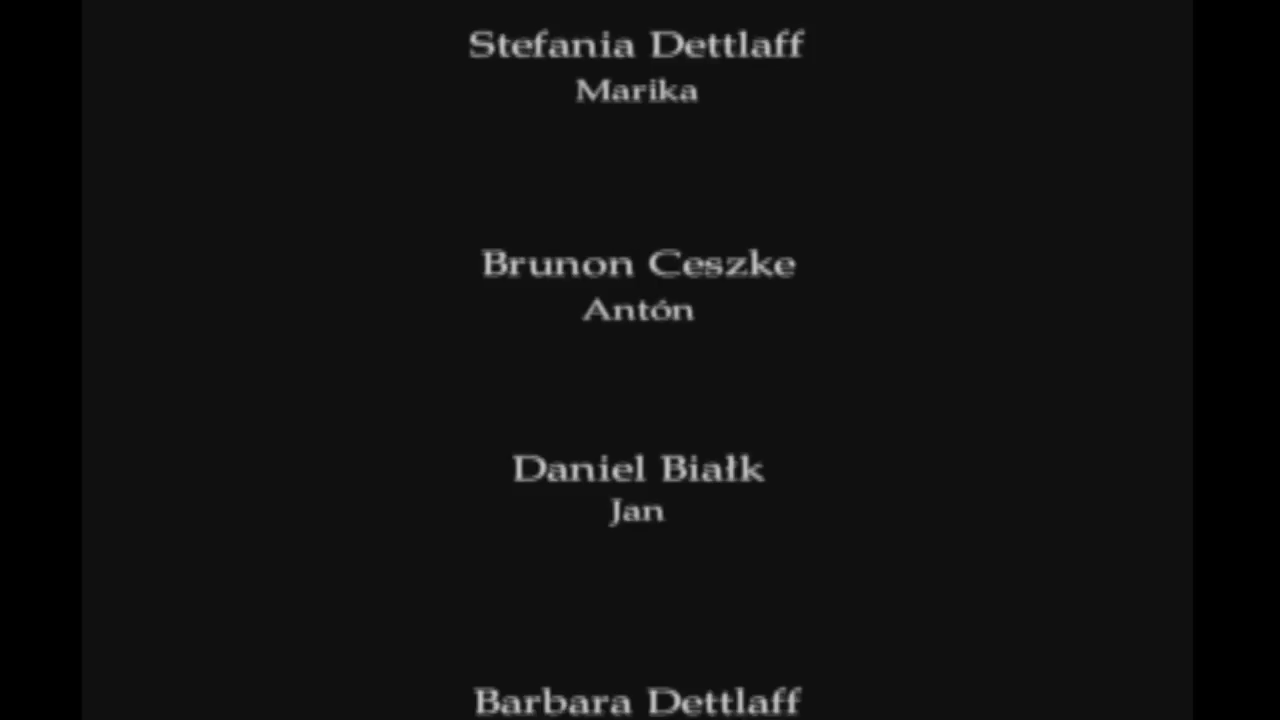 Stefania Dettlaff
Marika
Brunon Ceszke
Antón
Daniel Białk
Jan
Barbara Dettlaff